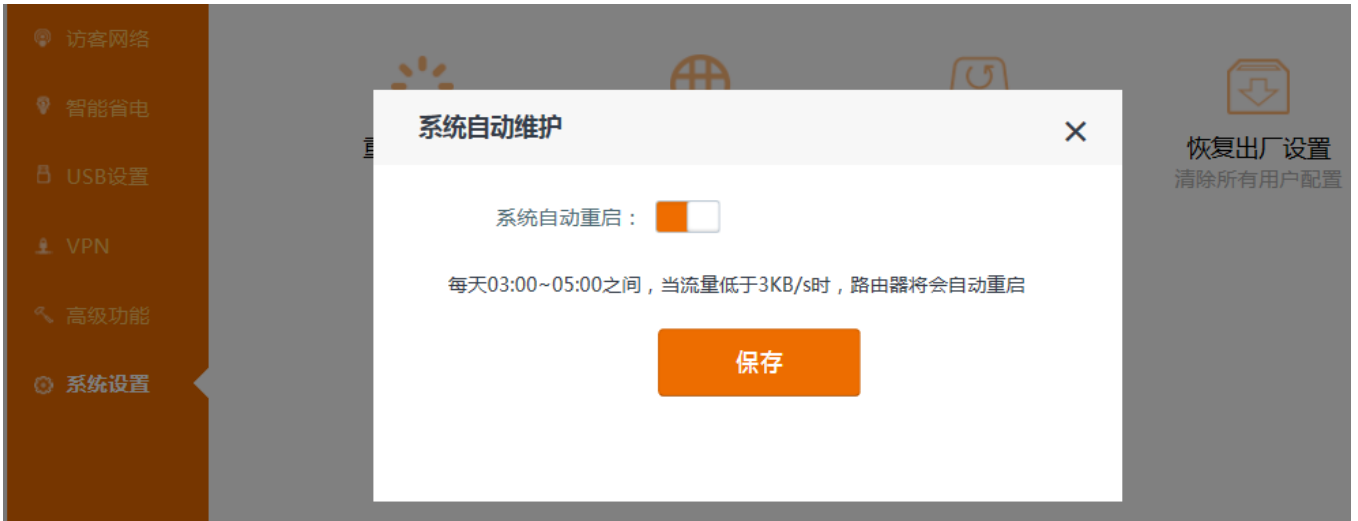 访客网络
智能省电
USB设置
VPN
高级功能
系统设置
恢复出厂设置
清除所有用户配置
系统自动维护
系统自动重启:
每天03:00~05:00之间,当流量低于3KB/s时,路由器将会自动重启
保存